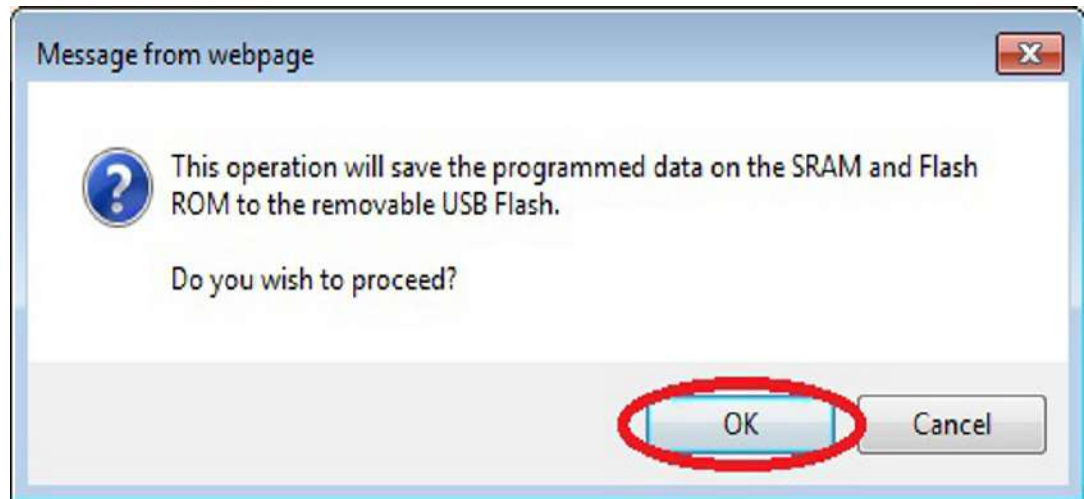 Message from webpage
This operation will save the programmed data on the SRAM and Flash
ROM to the removable USB Flash.
Do you wish to proceed?
OK
Cancel